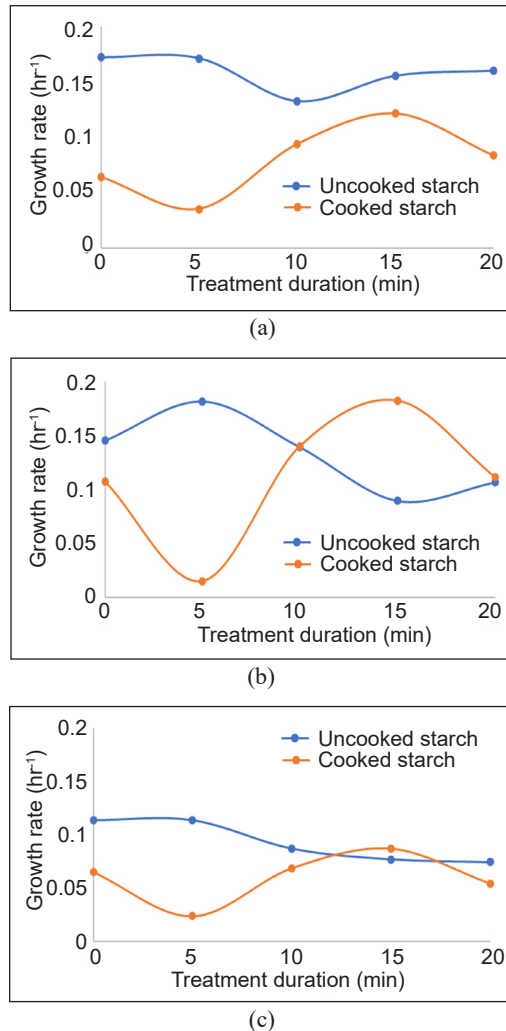 0.2
0.15
0.1
0.05
0
Growth rate (hr⁻¹)
Uncooked starch
Cooked starch
0 5 10 15 20
Treatment duration (min)
(a)
0.2
0.15
0.1
0.05
0
Growth rate (hr⁻¹)
Uncooked starch
Cooked starch
0 5 10 15 20
Treatment duration (min)
(b)
0.2
0.15
0.1
0.05
0
Growth rate (hr⁻¹)
Uncooked starch
Cooked starch
0 5 10 15 20
Treatment duration (min)
(c)